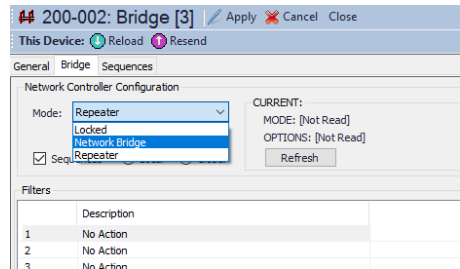 200-002: Bridge [3] Apply Cancel Close
This Device: Reload Resend
General Bridge Sequences
Network Controller Configuration
Mode: Repeater
Locked
Network Bridge
Repeater
CURRENT:
MODE: [Not Read]
OPTIONS: [Not Read]
Refresh
Filters
Description
1 No Action
2 No Action
3 No Action